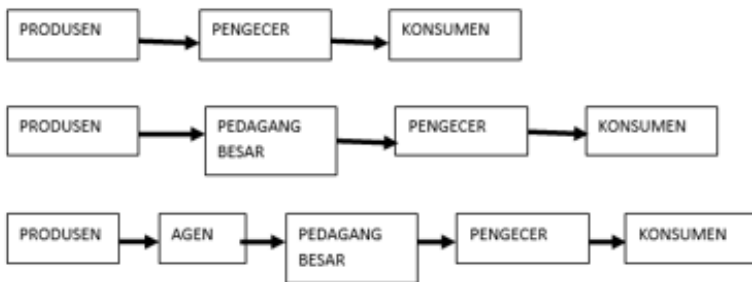 PRODUSEN PENGECER KONSUMEN
PRODUSEN PEDAGANG BESAR PENGECER KONSUMEN
PRODUSEN AGEN PEDAGANG BESAR PENGECER KONSUMEN